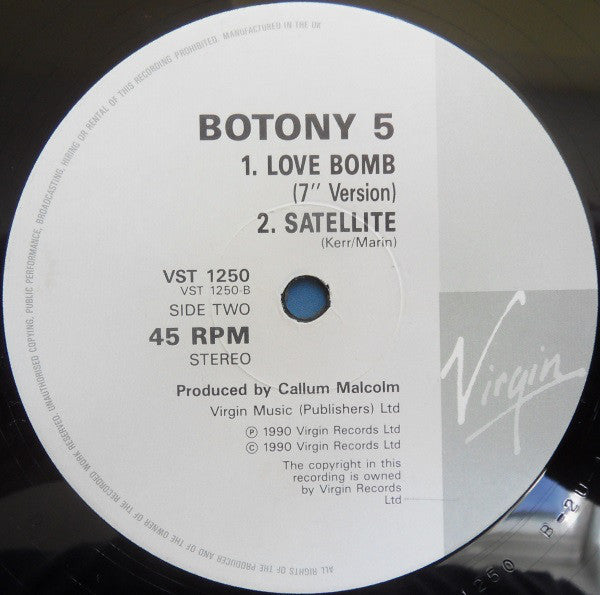 ALL RIGHTS OF THE PRODUCER AND OF THE OWNER OF THE RECORDED WORK RESERVED. UNAUTHORISED COPYING, PUBLIC PERFORMANCE, BROADCASTING, HIRING OR RENTAL OF THIS RECORDING PROHIBITED. MANUFACTURED IN THE UK
BOTONY 5
1. LOVE BOMB
(7" Version)
2. SATELLITE
(Kerr/Marin)
VST 1250
VST 1250-B
SIDE TWO
45 RPM
STEREO
Virgin
Produced by Callum Malcolm
Virgin Music (Publishers) Ltd
Ⓟ 1990 Virgin Records Ltd
© 1990 Virgin Records Ltd
The copyright in this
recording is owned
by Virgin Records
Ltd